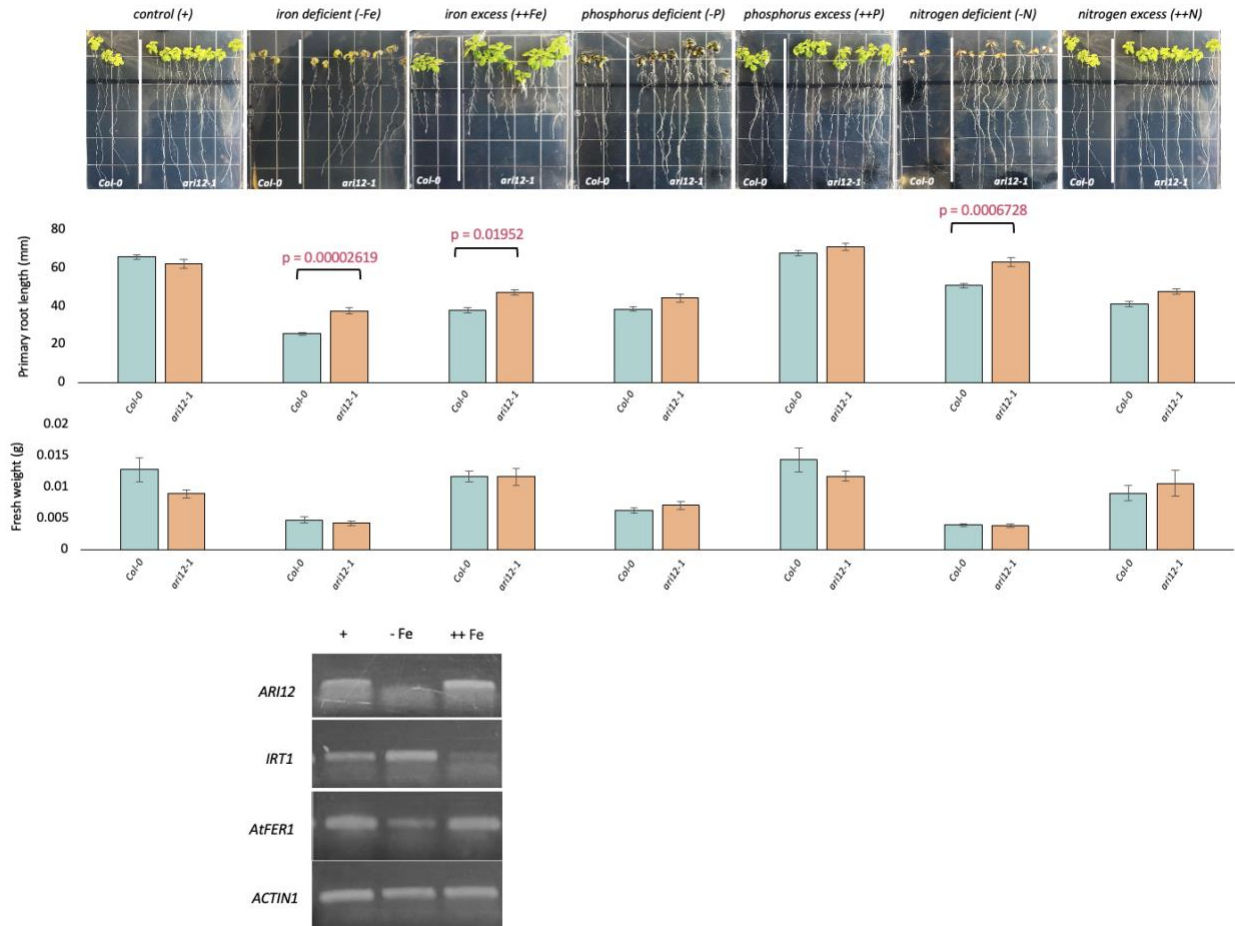 control (+) iron deficient (-Fe) iron excess (++Fe) phosphorus deficient (-P) phosphorus excess (++P) nitrogen deficient (-N) nitrogen excess (++N)
Col-0 ari12-1 Col-0 ari12-1 Col-0 ari12-1 Col-0 ari12-1 Col-0 ari12-1 Col-0 ari12-1 Col-0 ari12-1
Primary root length (mm)
80
60
40
20
0
p = 0.00002619
p = 0.01952
p = 0.0006728
Col-0 ari12-1 Col-0 ari12-1 Col-0 ari12-1 Col-0 ari12-1 Col-0 ari12-1 Col-0 ari12-1 Col-0 ari12-1
Fresh weight (g)
0.02
0.015
0.01
0.005
0
Col-0 ari12-1 Col-0 ari12-1 Col-0 ari12-1 Col-0 ari12-1 Col-0 ari12-1 Col-0 ari12-1 Col-0 ari12-1
+ - Fe ++ Fe
ARI12
IRT1
AtFER1
ACTIN1